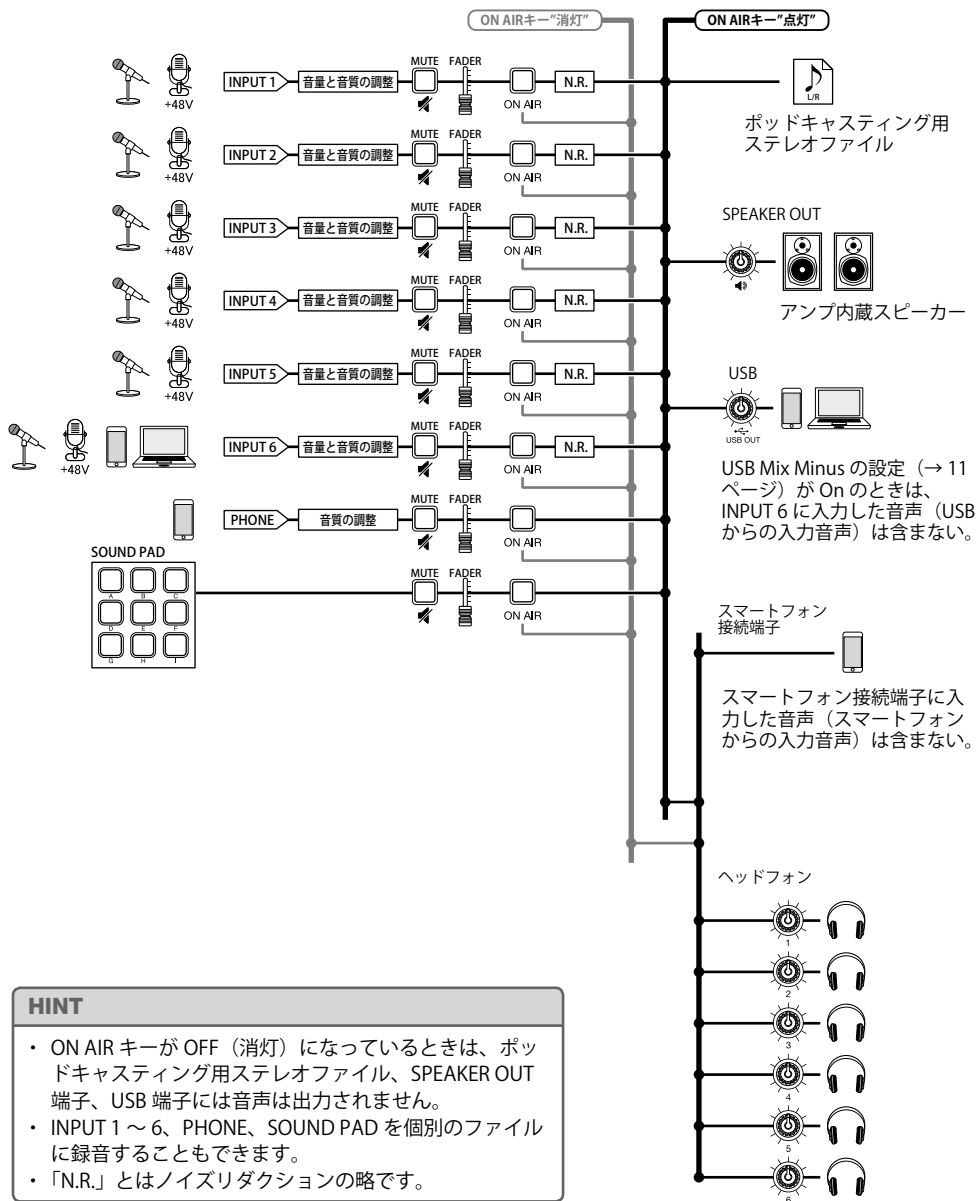 ON AIRキー”消灯”
ON AIRキー”点灯”
+48V
INPUT 1
音量と音質の調整
MUTE
FADER
ON AIR
N.R.
L/R
ポッドキャスティング用
ステレオファイル
+48V
INPUT 2
音量と音質の調整
MUTE
FADER
ON AIR
N.R.
+48V
INPUT 3
音量と音質の調整
MUTE
FADER
ON AIR
N.R.
SPEAKER OUT
アンプ内蔵スピーカー
+48V
INPUT 4
音量と音質の調整
MUTE
FADER
ON AIR
N.R.
+48V
INPUT 5
音量と音質の調整
MUTE
FADER
ON AIR
N.R.
USB
USB OUT
USB Mix Minus の設定（→ 11
ページ）が On のときは、
INPUT 6 に入力した音声（USB
からの入力音声）は含まない。
+48V
INPUT 6
音量と音質の調整
MUTE
FADER
ON AIR
N.R.
PHONE
音質の調整
MUTE
FADER
ON AIR
SOUND PAD
A
B
C
D
E
F
G
H
I
MUTE
FADER
ON AIR
スマートフォン
接続端子
スマートフォン接続端子に入
力した音声（スマートフォン
からの入力音声）は含まない。
ヘッドフォン
1
2
3
4
5
6
HINT
・ ON AIR キーが OFF（消灯）になっているときは、ポッ
ドキャスティング用ステレオファイル、SPEAKER OUT
端子、USB 端子には音声は出力されません。
・ INPUT 1 ～ 6、PHONE、SOUND PAD を個別のファイル
に録音することもできます。
・ 「N.R.」とはノイズリダクションの略です。